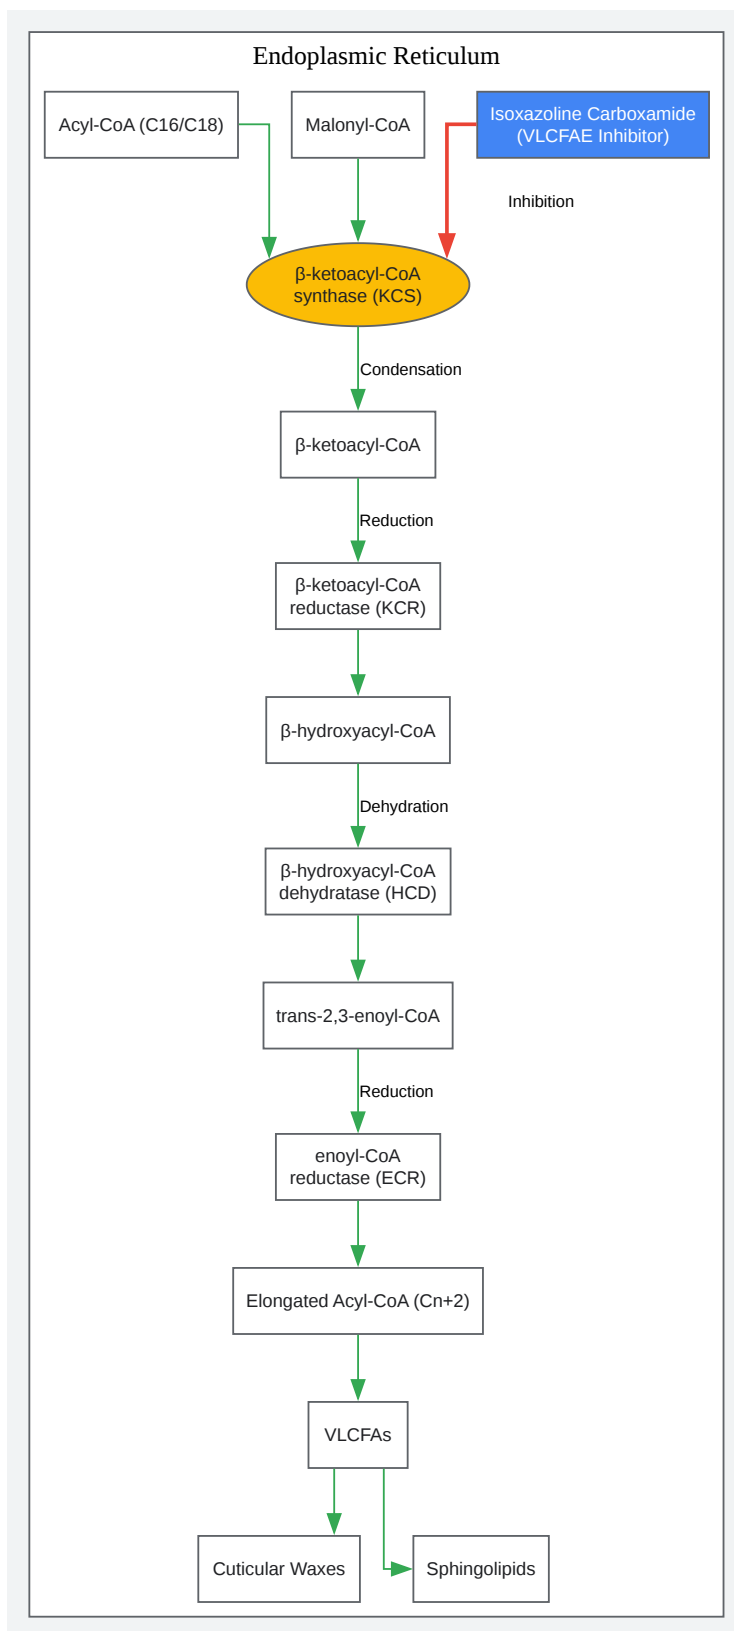 Endoplasmic Reticulum
Acyl-CoA (C16/C18)
Malonyl-CoA
Isoxazoline Carboxamide
(VLCFAE Inhibitor)
Inhibition
β-ketoacyl-CoA
synthase (KCS)
Condensation
β-ketoacyl-CoA
Reduction
β-ketoacyl-CoA
reductase (KCR)
β-hydroxyacyl-CoA
Dehydration
β-hydroxyacyl-CoA
dehydratase (HCD)
trans-2,3-enoyl-CoA
Reduction
enoyl-CoA
reductase (ECR)
Elongated Acyl-CoA (Cn+2)
VLCFAs
Cuticular Waxes
Sphingolipids